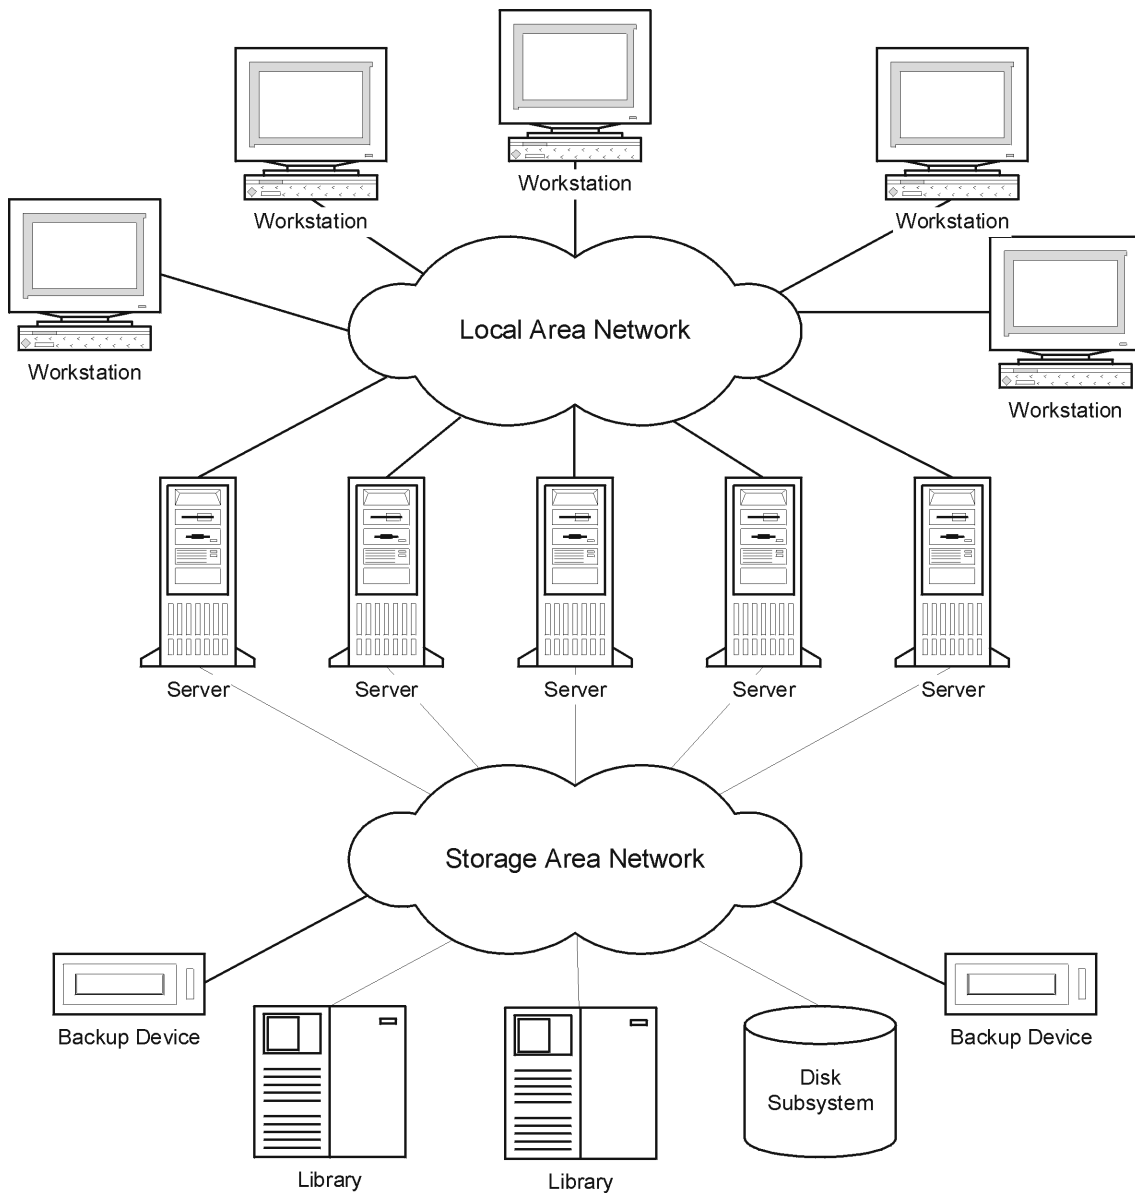 Workstation
Workstation
Workstation
Workstation
Local Area Network
Workstation
Server
Server
Server
Server
Server
Storage Area Network
Backup Device
Backup Device
Disk
Subsystem
Library
Library